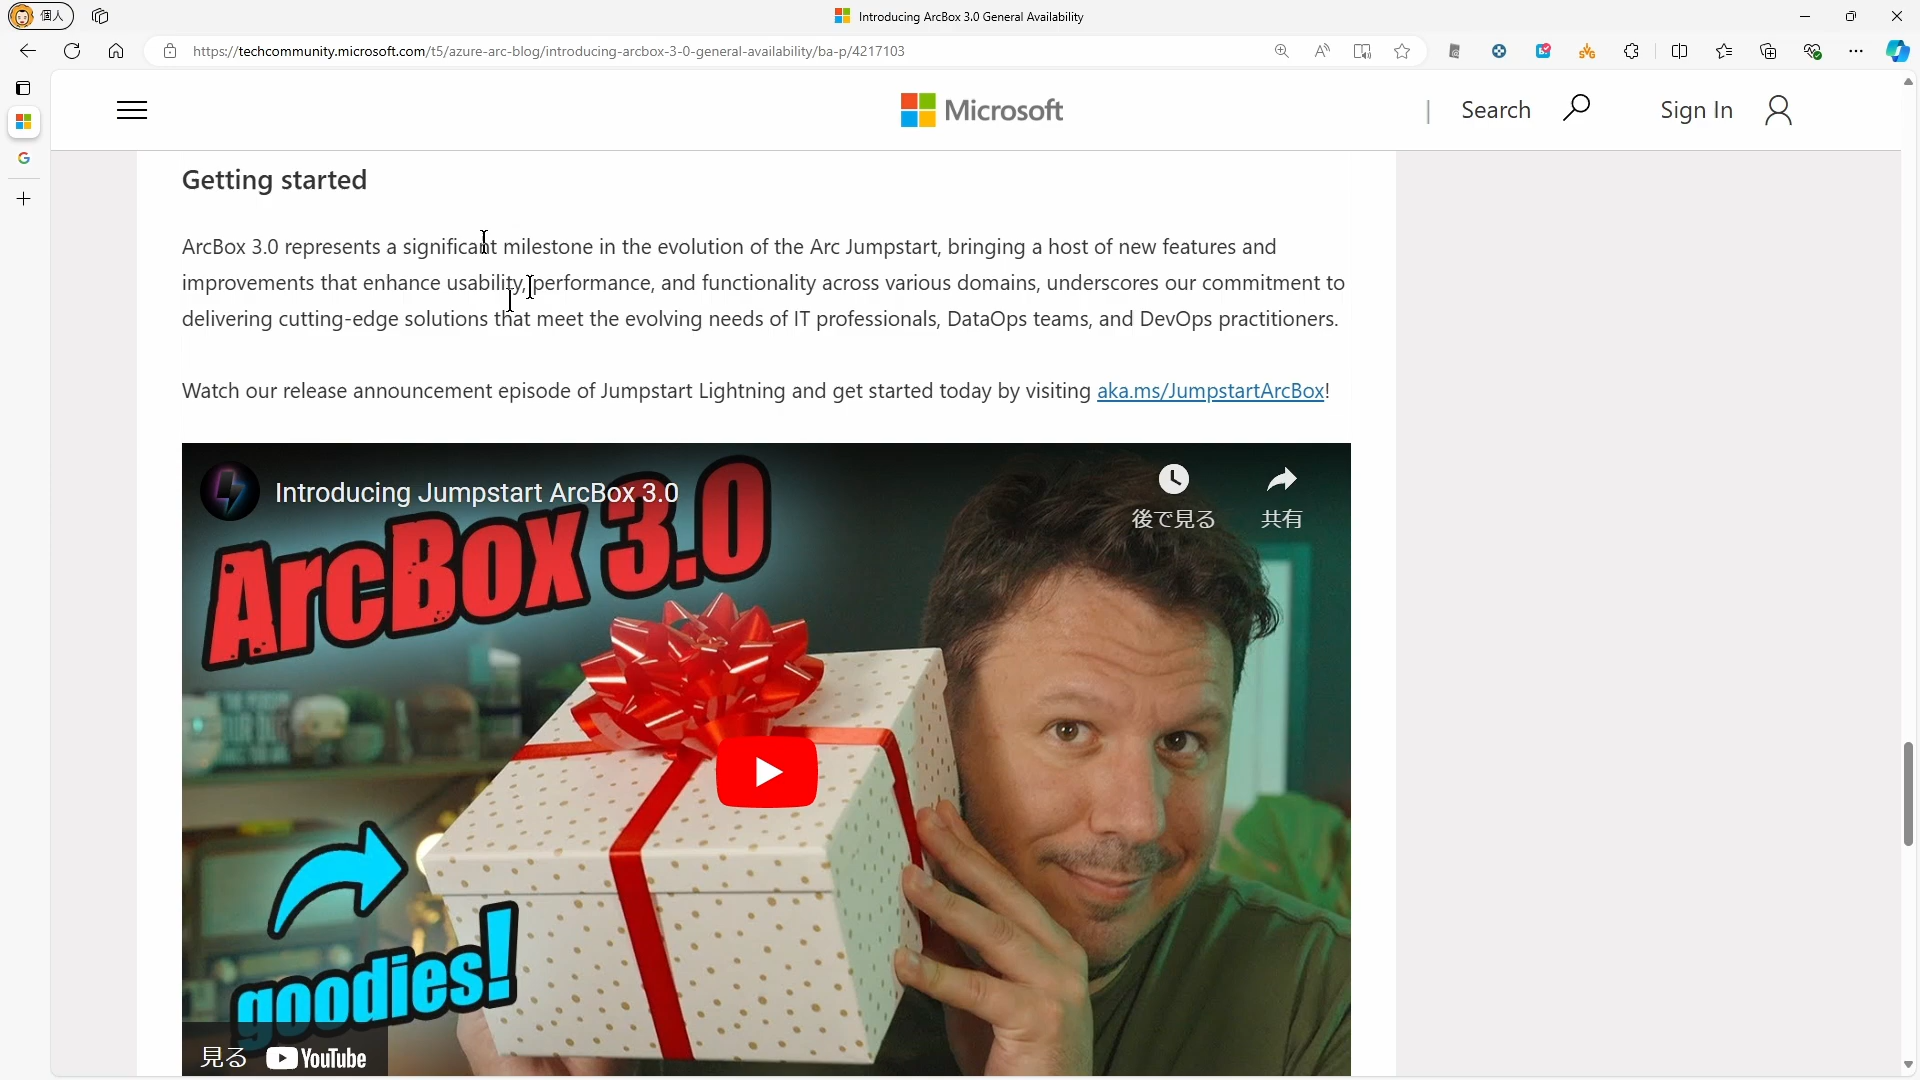 個人
Introducing ArcBox 3.0 General Availability
https://techcommunity.microsoft.com/t5/azure-arc-blog/introducing-arcbox-3-0-general-availability/ba-p/4217103
Microsoft
| Search
Sign In
Getting started
ArcBox 3.0 represents a significant milestone in the evolution of the Arc Jumpstart, bringing a host of new features and
improvements that enhance usability, performance, and functionality across various domains, underscores our commitment to
delivering cutting-edge solutions that meet the evolving needs of IT professionals, DataOps teams, and DevOps practitioners.
Watch our release announcement episode of Jumpstart Lightning and get started today by visiting aka.ms/JumpstartArcBox!
Introducing Jumpstart ArcBox 3.0
後で見る
共有
ArcBox 3.0
goodies!
見る YouTube